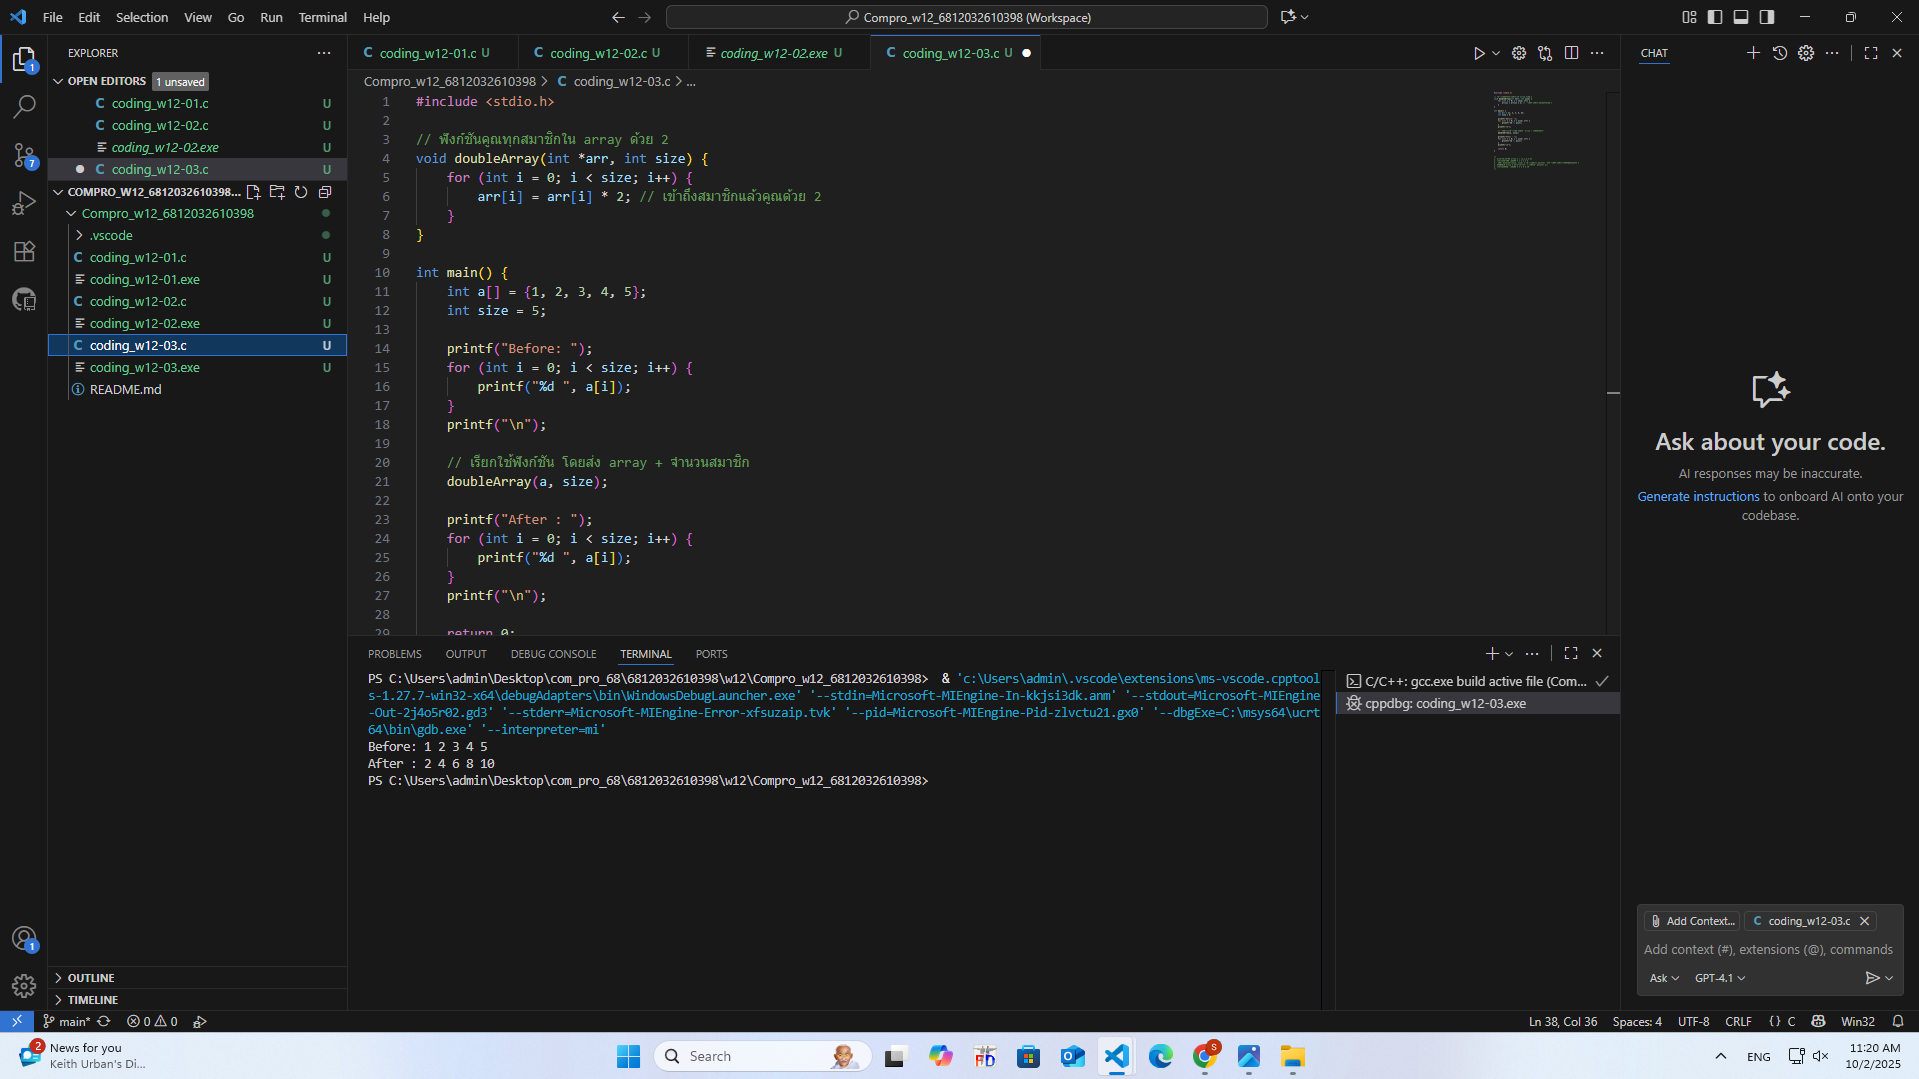 File Edit Selection View Go Run Terminal Help
Compro_w12_6812032610398 (Workspace)
EXPLORER
OPEN EDITORS 1 unsaved
coding_w12-01.c U
coding_w12-02.c U
coding_w12-02.exe U
coding_w12-03.c U
COMPRO_W12_6812032610398...
Compro_w12_6812032610398
.vscode
coding_w12-01.c U
coding_w12-01.exe U
coding_w12-02.c U
coding_w12-02.exe U
coding_w12-03.c U
coding_w12-03.exe U
README.md
OUTLINE
TIMELINE
coding_w12-01.c U coding_w12-02.c U coding_w12-02.exe U coding_w12-03.c U
Compro_w12_6812032610398 > coding_w12-03.c > ...
1 #include <stdio.h>
2
3 // ฟังก์ชันคูณทุกสมาชิกใน array ด้วย 2
4 void doubleArray(int *arr, int size) {
5 for (int i = 0; i < size; i++) {
6 arr[i] = arr[i] * 2; // เข้าถึงสมาชิกแล้วคูณด้วย 2
7 }
8 }
9
10 int main() {
11 int a[] = {1, 2, 3, 4, 5};
12 int size = 5;
13
14 printf("Before: ");
15 for (int i = 0; i < size; i++) {
16 printf("%d ", a[i]);
17 }
18 printf("\n");
19
20 // เรียกใช้ฟังก์ชัน โดยส่ง array + จำนวนสมาชิก
21 doubleArray(a, size);
22
23 printf("After : ");
24 for (int i = 0; i < size; i++) {
25 printf("%d ", a[i]);
26 }
27 printf("\n");
28
29 return 0;
PROBLEMS OUTPUT DEBUG CONSOLE TERMINAL PORTS
PS C:\Users\admin\Desktop\com_pro_68\6812032610398\w12\Compro_w12_6812032610398> & 'c:\Users\admin\.vscode\extensions\ms-vscode.cpptool
s-1.27.7-win32-x64\debugAdapters\bin\WindowsDebugLauncher.exe' '--stdin=Microsoft-MIEngine-In-kkjsi3dk.anm' '--stdout=Microsoft-MIEngine
-Out-2j4o5r02.gd3' '--stderr=Microsoft-MIEngine-Error-xfsuzaip.tvk' '--pid=Microsoft-MIEngine-Pid-zlvctu21.gx0' '--dbgExe=C:\msys64\ucrt
64\bin\gdb.exe' '--interpreter=mi'
Before: 1 2 3 4 5
After : 2 4 6 8 10
PS C:\Users\admin\Desktop\com_pro_68\6812032610398\w12\Compro_w12_6812032610398>
C/C++: gcc.exe build active file (Com...
cppdbg: coding_w12-03.exe
CHAT
Ask about your code.
AI responses may be inaccurate.
Generate instructions to onboard AI onto your
codebase.
Add Context... coding_w12-03.c
Add context (#), extensions (@), commands
Ask GPT-4.1
main* 0 0
Ln 38, Col 36 Spaces: 4 UTF-8 CRLF {} C Win32
News for you
Keith Urban's Di...
Search
ENG
11:20 AM
10/2/2025